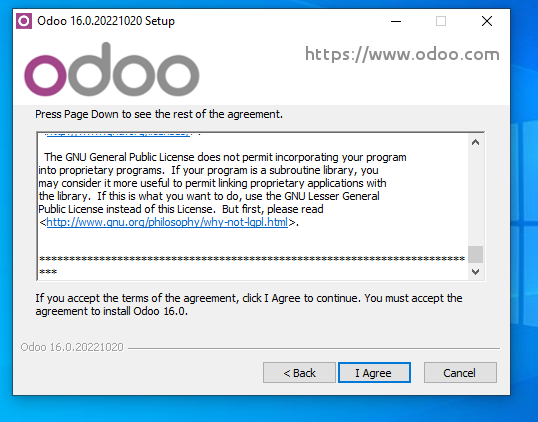 Odoo 16.0.20221020 Setup
odoo
https://www.odoo.com
Press Page Down to see the rest of the agreement.
The GNU General Public License does not permit incorporating your program
into proprietary programs.  If your program is a subroutine library, you
may consider it more useful to permit linking proprietary applications with
the library.  If this is what you want to do, use the GNU Lesser General
Public License instead of this License.  But first, please read
<http://www.gnu.org/philosophy/why-not-lgpl.html>.
**********************************************************************
***
If you accept the terms of the agreement, click I Agree to continue. You must accept the
agreement to install Odoo 16.0.
Odoo 16.0.20221020
< Back
I Agree
Cancel